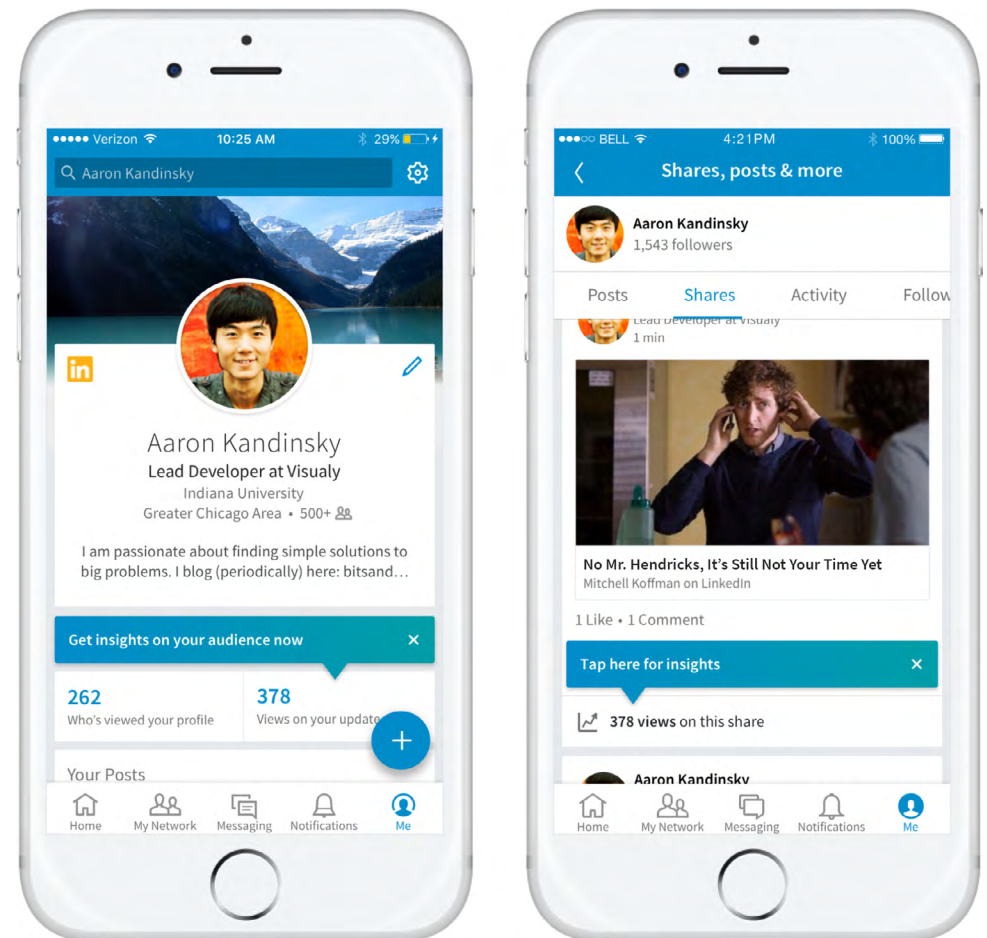 Verizon 10:25 AM 29%
Aaron Kandinsky
in
Aaron Kandinsky
Lead Developer at Visualy
Indiana University
Greater Chicago Area • 500+
I am passionate about finding simple solutions to
big problems. I blog (periodically) here: bitsand...
Get insights on your audience now ×
262
Who's viewed your profile
378
Views on your update
+
Your Posts
Home My Network Messaging Notifications Me
BELL 4:21PM 100%
Shares, posts & more
Aaron Kandinsky
1,543 followers
Posts Shares Activity Follow
Lead Developer at Visualy
1 min
No Mr. Hendricks, It's Still Not Your Time Yet
Mitchell Koffman on LinkedIn
1 Like • 1 Comment
Tap here for insights ×
378 views on this share
Aaron Kandinsky
Home My Network Messaging Notifications Me